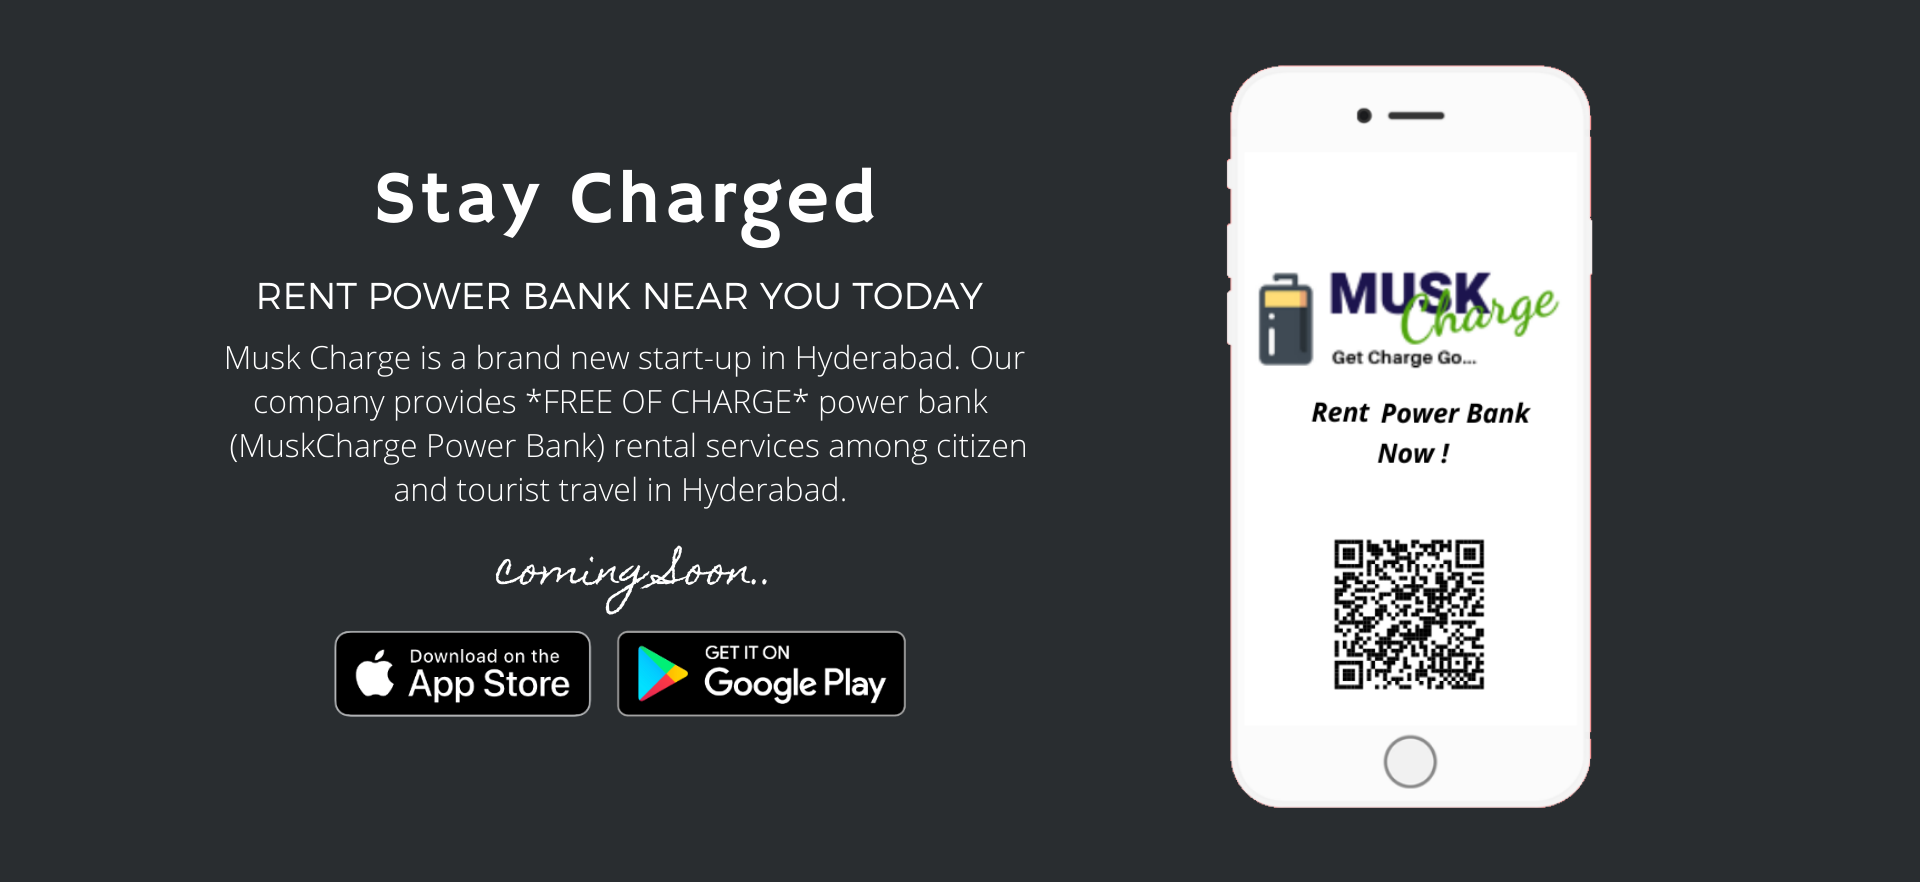 Stay Charged
RENT POWER BANK NEAR YOU TODAY
Musk Charge is a brand new start-up in Hyderabad. Our
company provides *FREE OF CHARGE* power bank
(MuskCharge Power Bank) rental services among citizen
and tourist travel in Hyderabad.
Coming Soon..
Download on the
App Store
GET IT ON
Google Play
MUSK
Charge
Get Charge Go...
Rent Power Bank
Now !